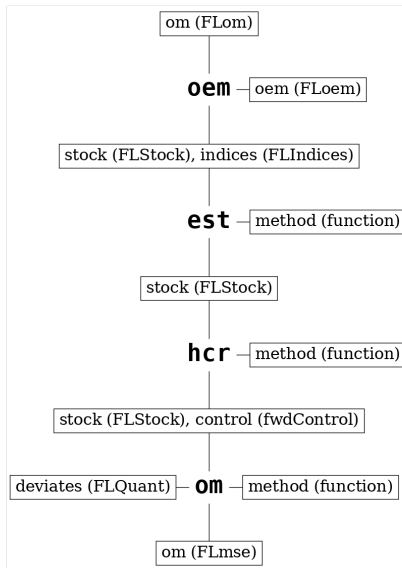 om (FLom)
oem
oem (FLoem)
stock (FLStock), indices (FLIndices)
est
method (function)
stock (FLStock)
hcr
method (function)
stock (FLStock), control (fwdControl)
deviates (FLQuant)
om
method (function)
om (FLmse)